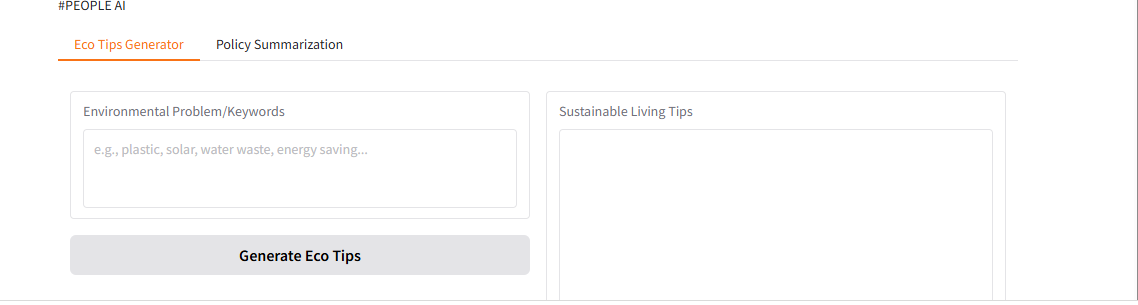 #PEOPLE AI
Eco Tips Generator
Policy Summarization
Environmental Problem/Keywords
e.g., plastic, solar, water waste, energy saving...
Generate Eco Tips
Sustainable Living Tips